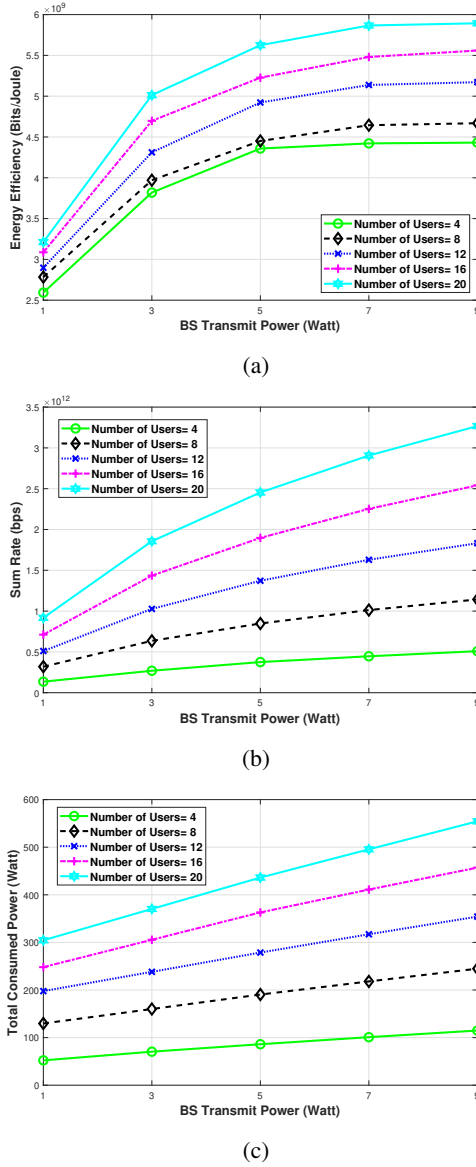 ×10^9
6
5.5
5
4.5
4
3.5
3
2.5
Energy Efficiency (Bits/Joule)
Number of Users= 4
Number of Users= 8
Number of Users= 12
Number of Users= 16
Number of Users= 20
1 3 5 7 9
BS Transmit Power (Watt)
(a)
×10^12
3.5
3
2.5
2
1.5
1
0.5
0
Sum Rate (bps)
Number of Users= 4
Number of Users= 8
Number of Users= 12
Number of Users= 16
Number of Users= 20
1 3 5 7 9
BS Transmit Power (Watt)
(b)
600
500
400
300
200
100
0
Total Consumed Power (Watt)
Number of Users= 4
Number of Users= 8
Number of Users= 12
Number of Users= 16
Number of Users= 20
1 3 5 7
BS Transmit Power (Watt)
(c)